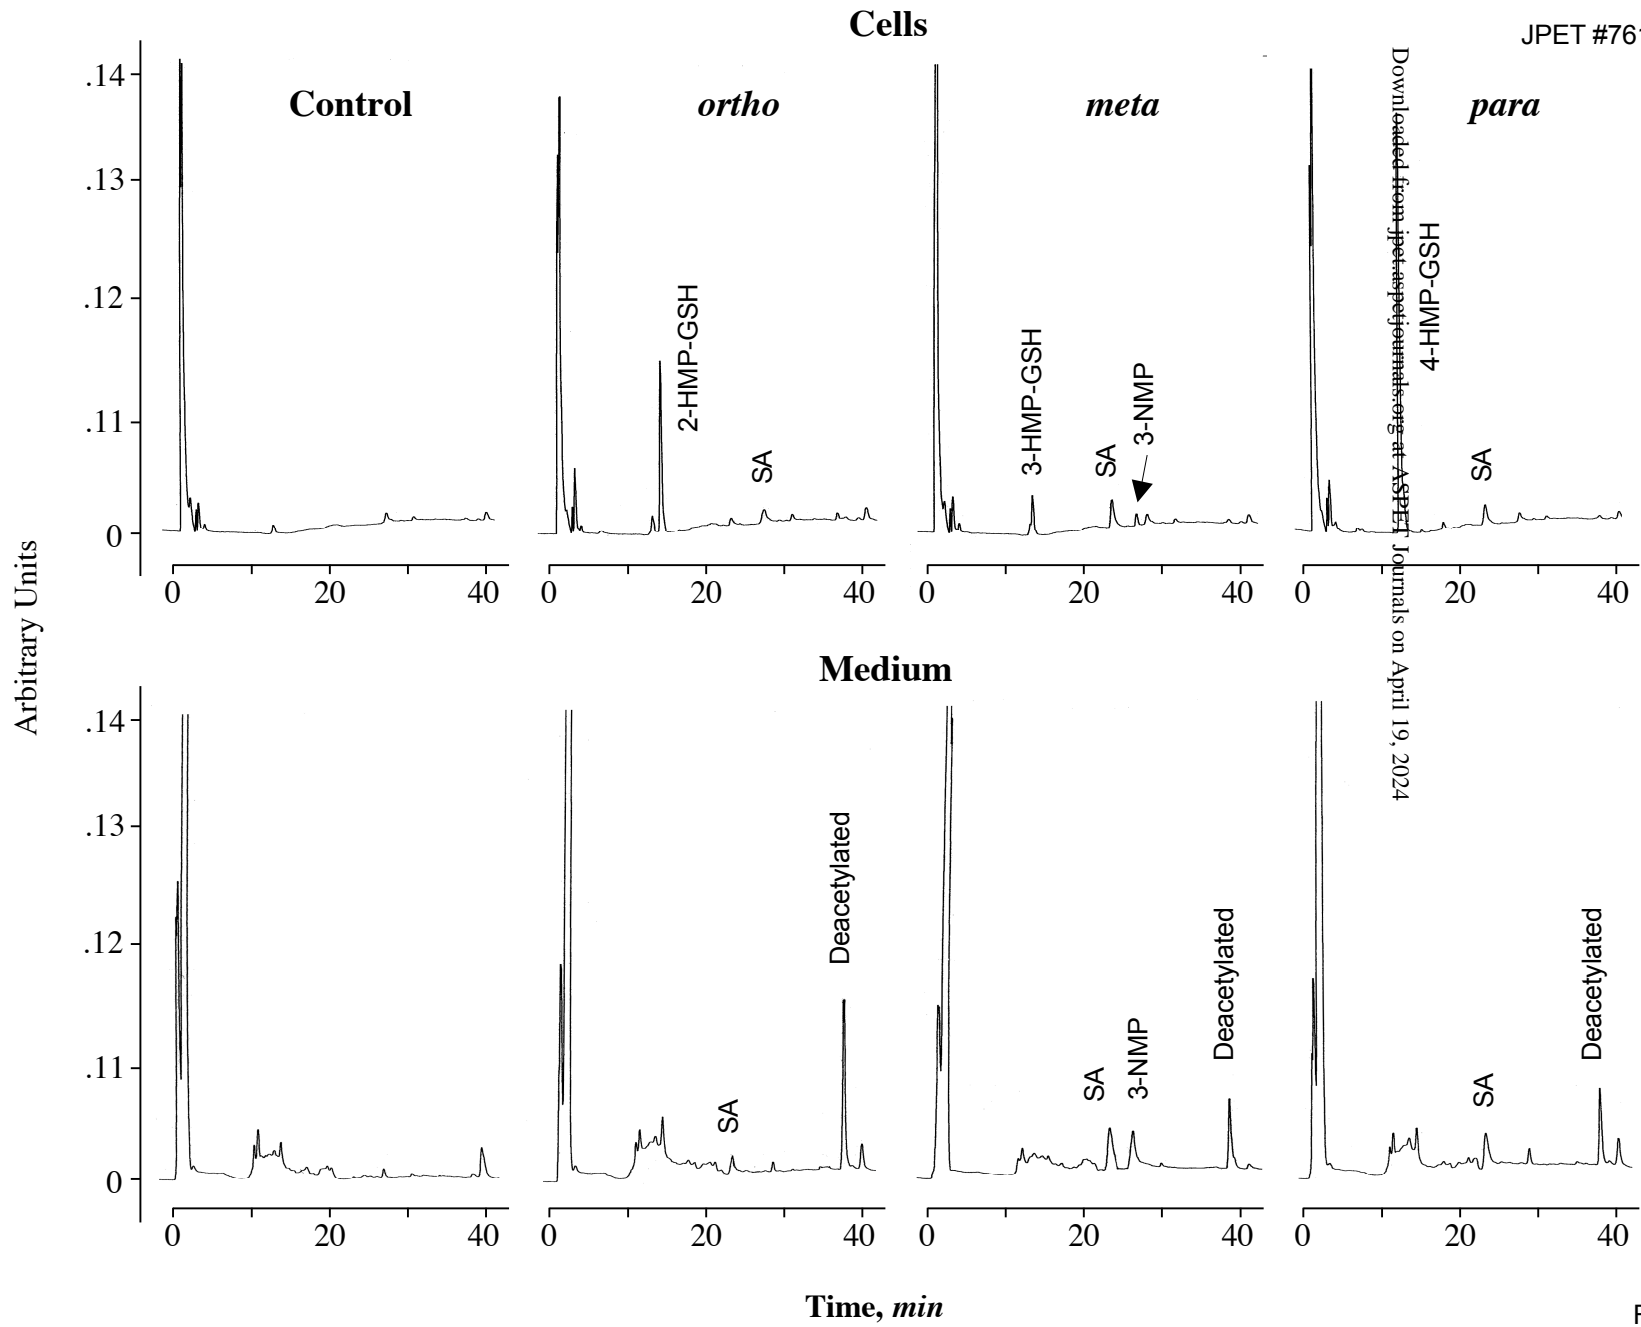 Cells
JPET #761
Control
ortho
meta
para
Downloaded from jpet.aspetjournals.org at ASPET Journals on April 19, 2024
.14
.13
.12
.11
0
2-HMP-GSH
SA
3-HMP-GSH
SA
3-NMP
4-HMP-GSH
SA
0 20 40
0 20 40
0 20 40
0 20 40
Arbitrary Units
Medium
.14
.13
.12
.11
0
SA
Deacetylated
SA
3-NMP
Deacetylated
SA
Deacetylated
0 20 40
0 20 40
0 20 40
0 20 40
Time, min